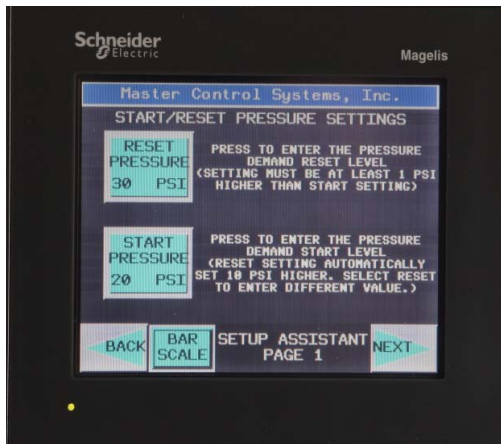 Schneider
Electric
Magelis
Master Control Systems, Inc.
START/RESET PRESSURE SETTINGS
RESET
PRESSURE
30 PSI
PRESS TO ENTER THE PRESSURE
DEMAND RESET LEVEL
(SETTING MUST BE AT LEAST 1 PSI
HIGHER THAN START SETTING)
START
PRESSURE
20 PSI
PRESS TO ENTER THE PRESSURE
DEMAND START LEVEL
(RESET SETTING AUTOMATICALLY
SET 10 PSI HIGHER. SELECT RESET
TO ENTER DIFFERENT VALUE.)
BACK
BAR
SCALE
SETUP ASSISTANT
PAGE 1
NEXT